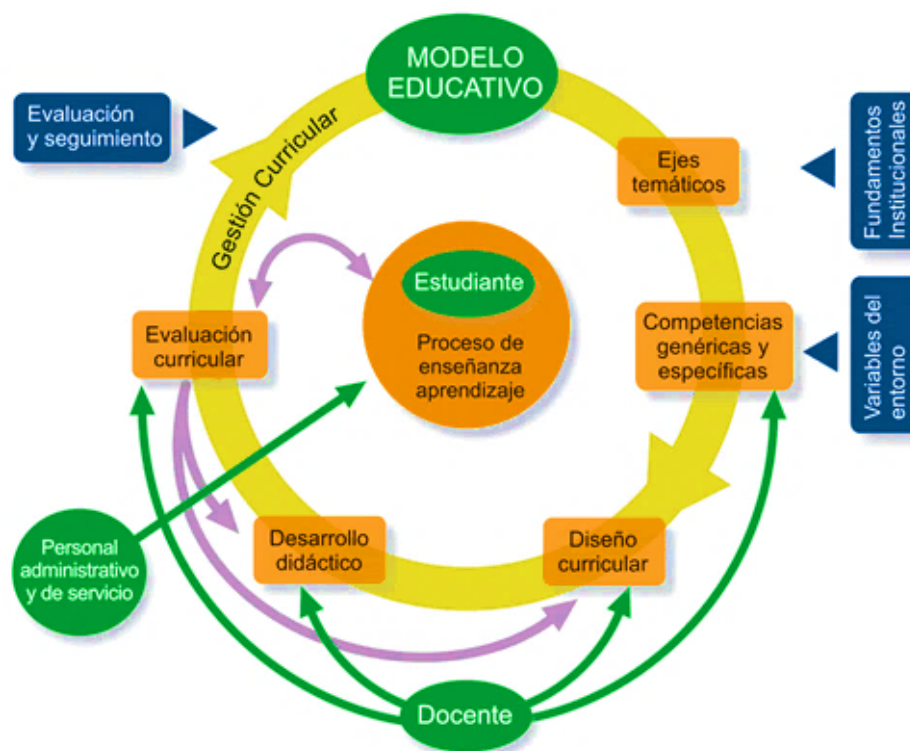 MODELO
EDUCATIVO
Evaluación
y seguimiento
Gestión Curricular
Ejes
temáticos
Fundamentos
Institucionales
Estudiante
Proceso de
enseñanza
aprendizaje
Evaluación
curricular
Competencias
genéricas y
específicas
Variables del
entorno
Personal
administrativo
y de servicio
Desarrollo
didáctico
Diseño
curricular
Docente